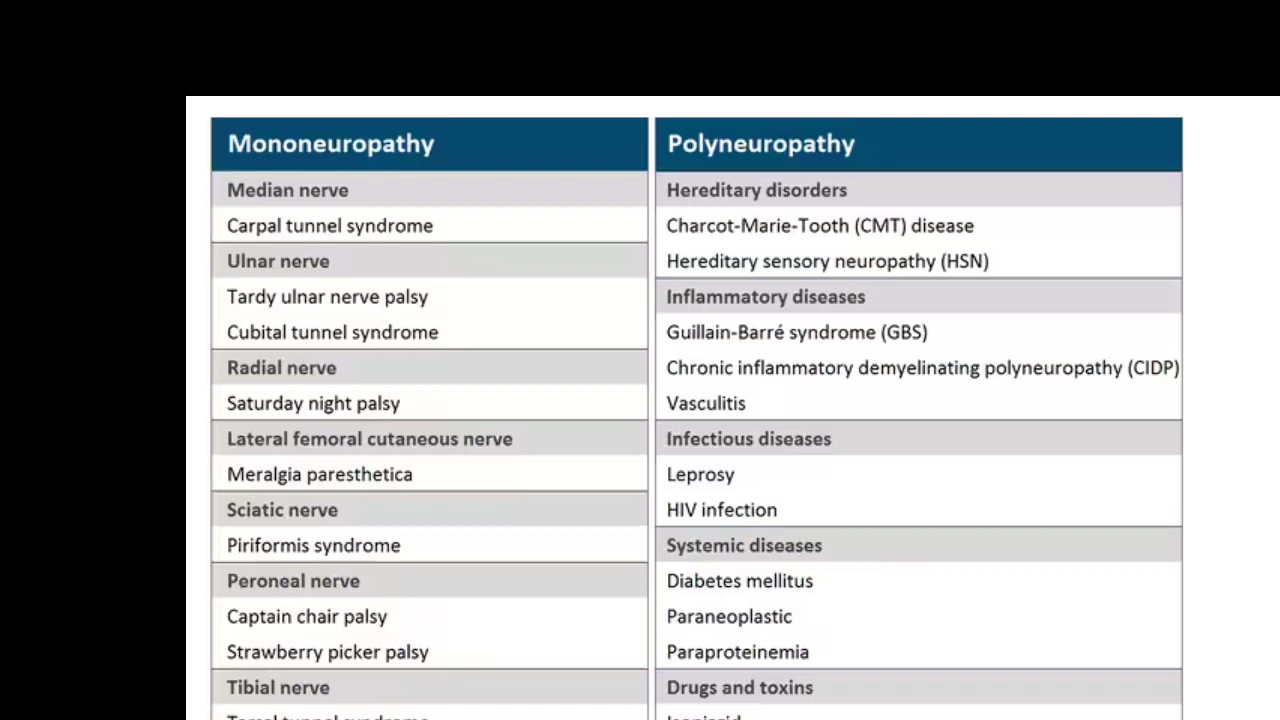 Mononeuropathy
Median nerve
Carpal tunnel syndrome
Ulnar nerve
Tardy ulnar nerve palsy
Cubital tunnel syndrome
Radial nerve
Saturday night palsy
Lateral femoral cutaneous nerve
Meralgia paresthetica
Sciatic nerve
Piriformis syndrome
Peroneal nerve
Captain chair palsy
Strawberry picker palsy
Tibial nerve
Polyneuropathy
Hereditary disorders
Charcot-Marie-Tooth (CMT) disease
Hereditary sensory neuropathy (HSN)
Inflammatory diseases
Guillain-Barré syndrome (GBS)
Chronic inflammatory demyelinating polyneuropathy (CIDP)
Vasculitis
Infectious diseases
Leprosy
HIV infection
Systemic diseases
Diabetes mellitus
Paraneoplastic
Paraproteinemia
Drugs and toxins